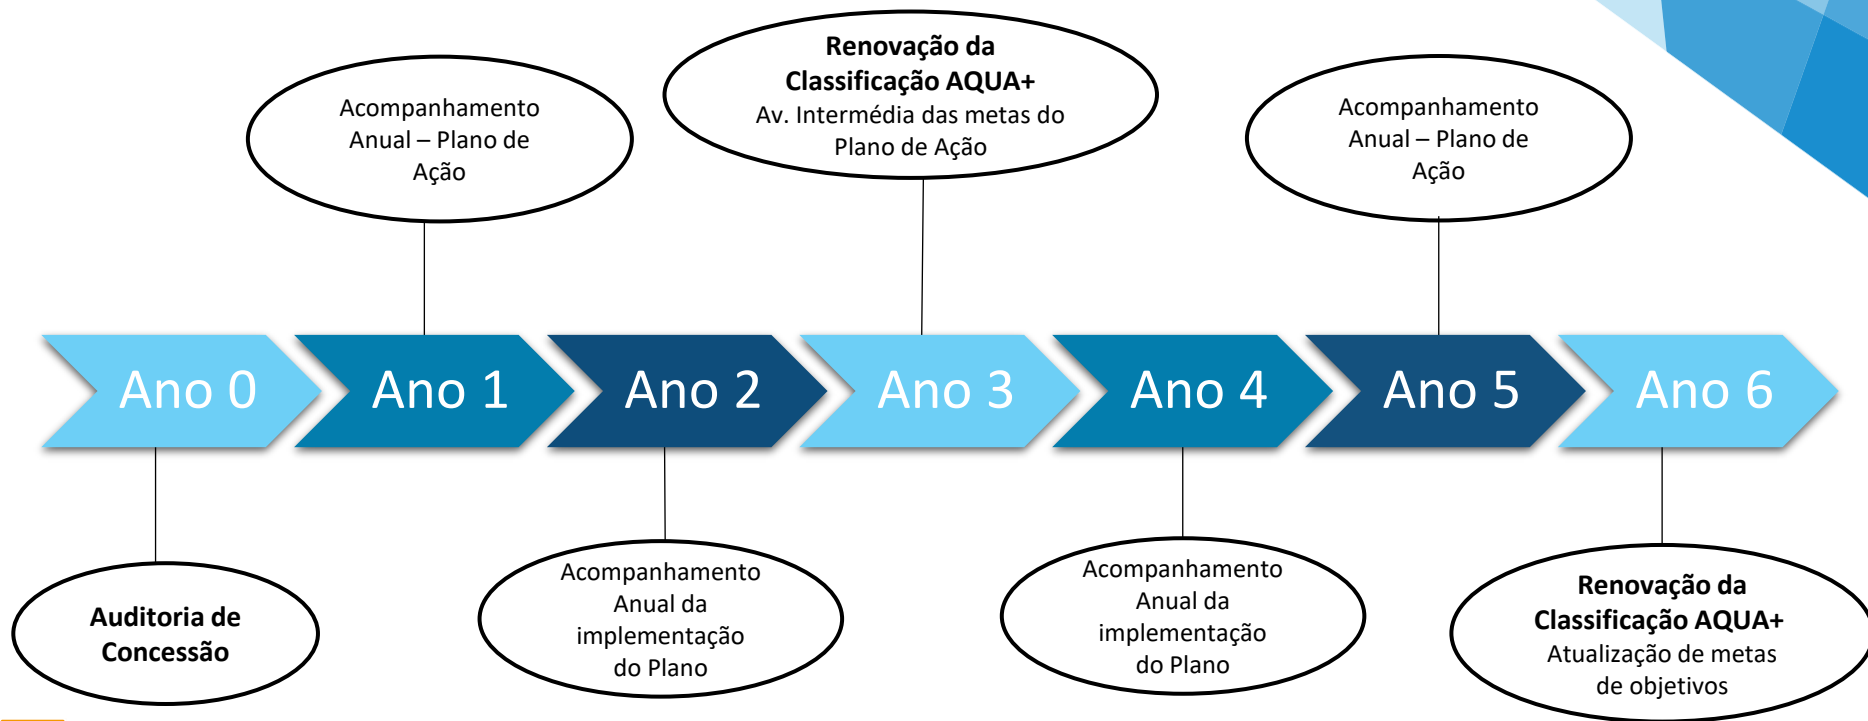 Acompanhamento
Anual – Plano de
Ação
Renovação da
Classificação AQUA+
Av. Intermédia das metas do
Plano de Ação
Acompanhamento
Anual – Plano de
Ação
Ano 0
Ano 1
Ano 2
Ano 3
Ano 4
Ano 5
Ano 6
Auditoria de
Concessão
Acompanhamento
Anual da
implementação
do Plano
Acompanhamento
Anual da
implementação
do Plano
Renovação da
Classificação AQUA+
Atualização de metas
de objetivos